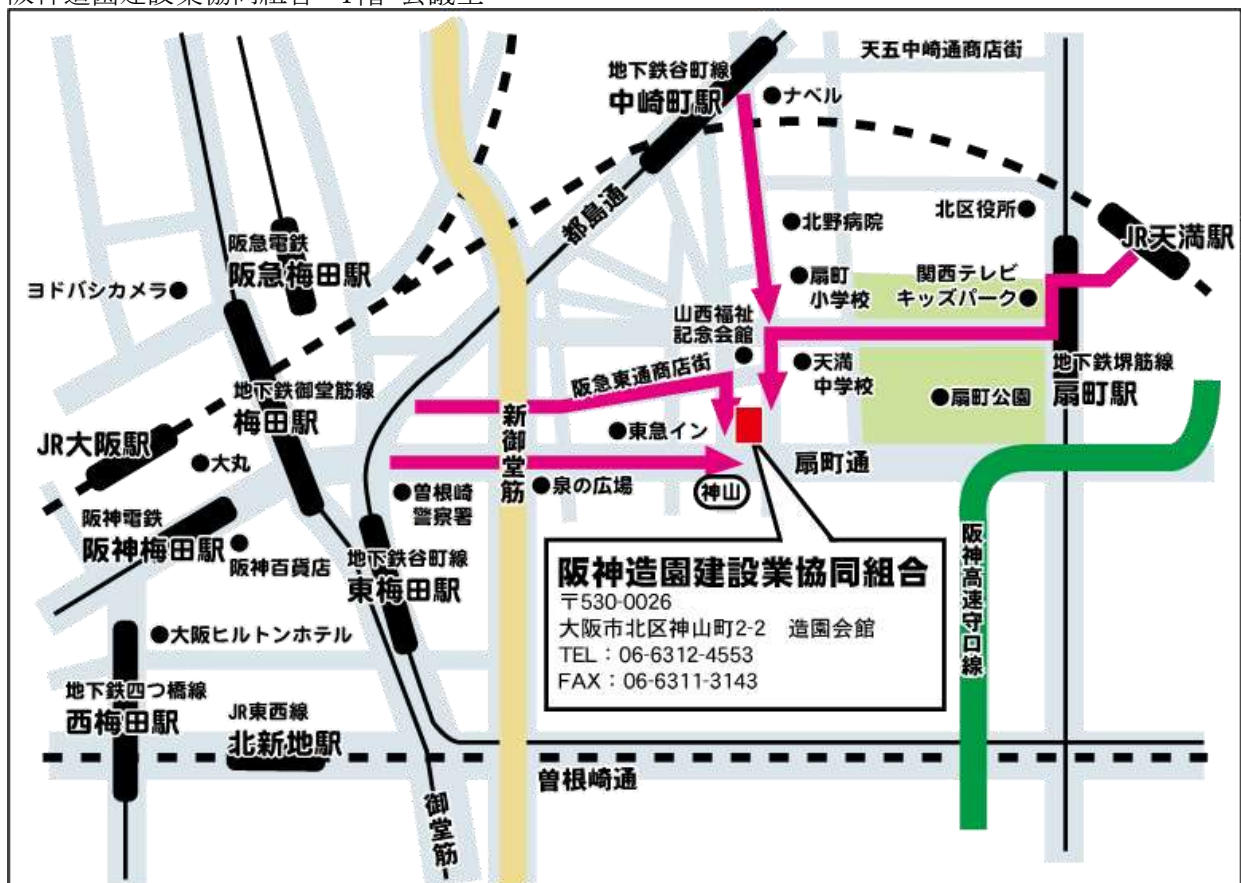 阪神造園建設業協同組合 1階 会議室
天五中崎通商店街
地下鉄谷町線
中崎町駅
●ナベル
都島通
●北野病院
北区役所●
JR天満駅
阪急電鉄
阪急梅田駅
ヨドバシカメラ●
●扇町
小学校
関西テレビ
キッズパーク●
山西福祉
記念会館
●
阪急東通商店街
●天満
中学校
地下鉄堺筋線
扇町駅
●扇町公園
地下鉄御堂筋線
梅田駅
新御堂筋
●東急イン
JR大阪駅
●大丸
扇町通
●曽根崎
警察署
●泉の広場
神山
阪神電鉄
阪神梅田駅
●
阪神百貨店
地下鉄谷町線
東梅田駅
阪神高速守口線
阪神造園建設業協同組合
〒530-0026
大阪市北区神山町2-2 造園会館
TEL:06-6312-4553
FAX:06-6311-3143
●大阪ヒルトンホテル
地下鉄四つ橋線
西梅田駅
JR東西線
北新地駅
曽根崎通
御堂筋